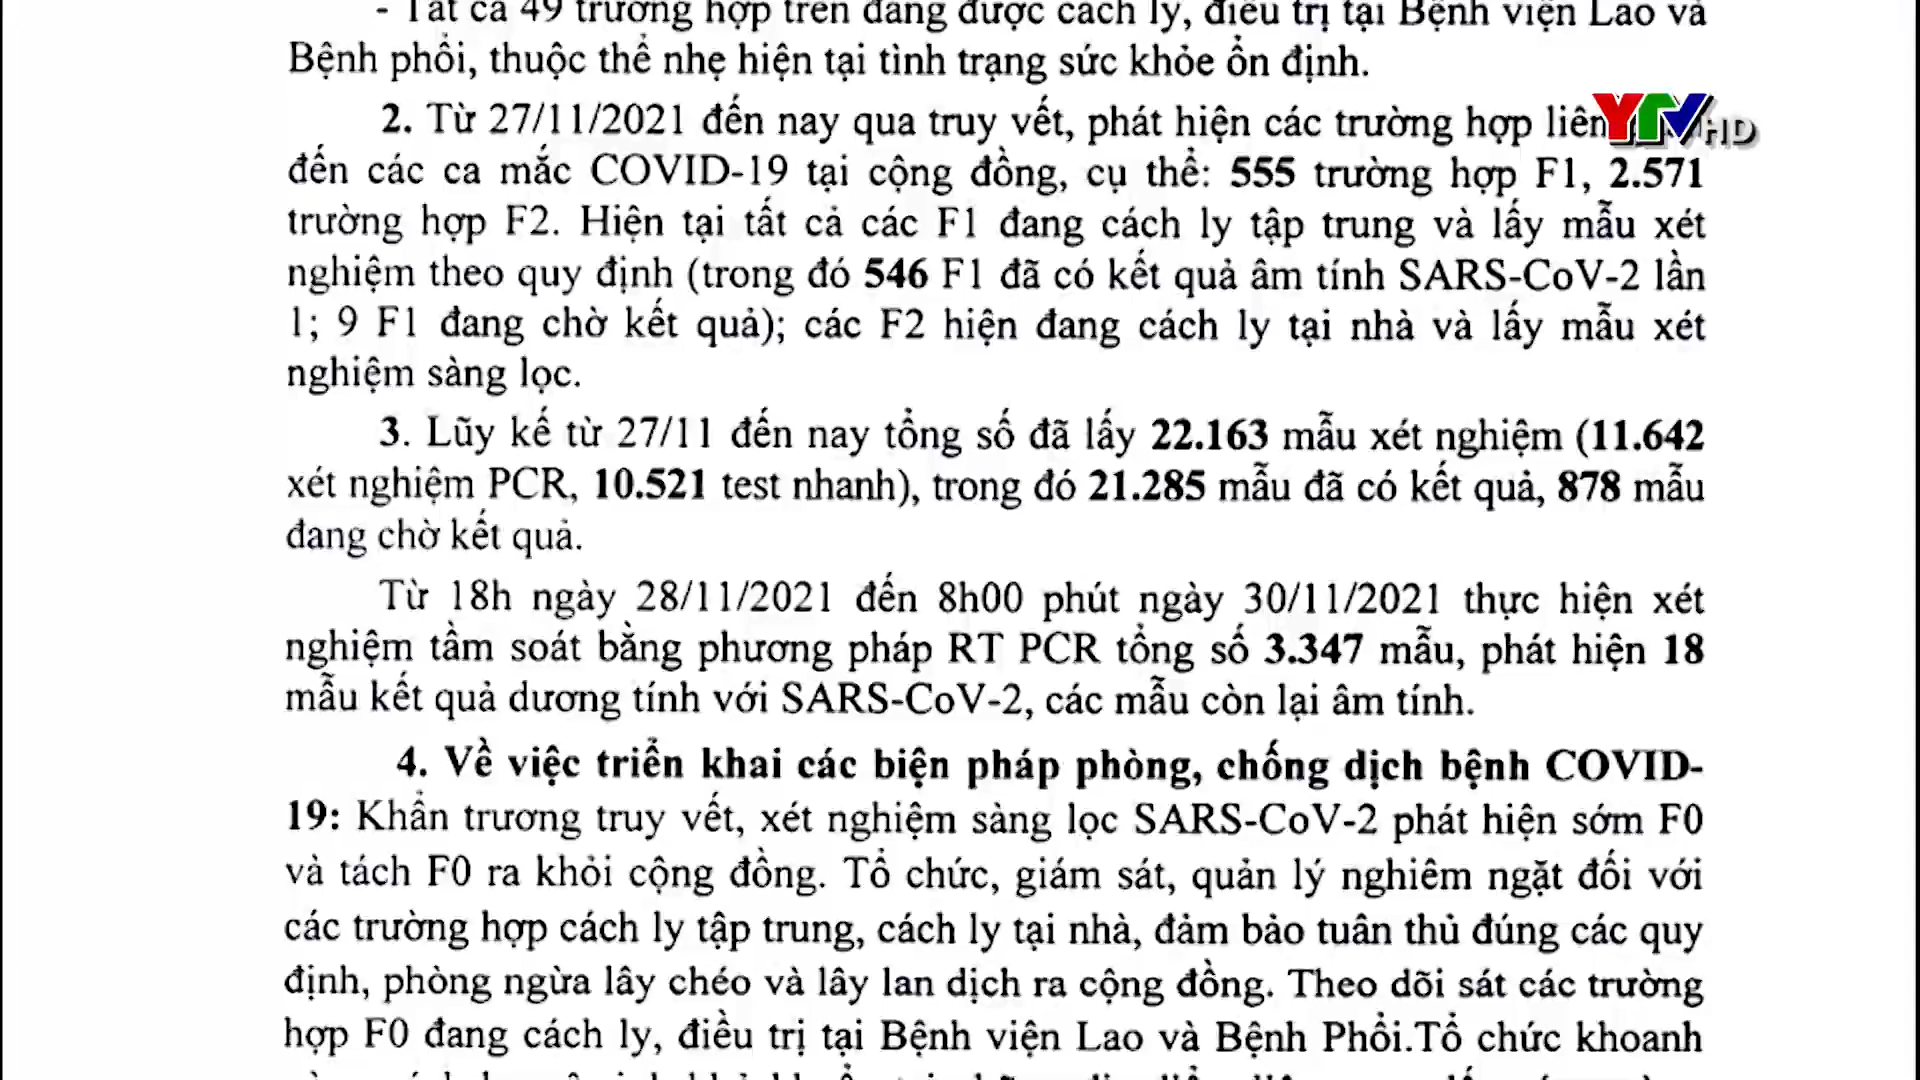 - Tất cả 49 trường hợp trên đang được cách ly, điều trị tại Bệnh viện Lao và
Bệnh phổi, thuộc thể nhẹ hiện tại tình trạng sức khỏe ổn định.
YTV HD
2. Từ 27/11/2021 đến nay qua truy vết, phát hiện các trường hợp liên
đến các ca mắc COVID-19 tại cộng đồng, cụ thể: 555 trường hợp F1, 2.571
trường hợp F2. Hiện tại tất cả các F1 đang cách ly tập trung và lấy mẫu xét
nghiệm theo quy định (trong đó 546 F1 đã có kết quả âm tính SARS-CoV-2 lần
1; 9 F1 đang chờ kết quả); các F2 hiện đang cách ly tại nhà và lấy mẫu xét
nghiệm sàng lọc.
3. Lũy kế từ 27/11 đến nay tổng số đã lấy 22.163 mẫu xét nghiệm (11.642
xét nghiệm PCR, 10.521 test nhanh), trong đó 21.285 mẫu đã có kết quả, 878 mẫu
đang chờ kết quả.
Từ 18h ngày 28/11/2021 đến 8h00 phút ngày 30/11/2021 thực hiện xét
nghiệm tầm soát bằng phương pháp RT PCR tổng số 3.347 mẫu, phát hiện 18
mẫu kết quả dương tính với SARS-CoV-2, các mẫu còn lại âm tính.
4. Về việc triển khai các biện pháp phòng, chống dịch bệnh COVID-
19: Khẩn trương truy vết, xét nghiệm sàng lọc SARS-CoV-2 phát hiện sớm F0
và tách F0 ra khỏi cộng đồng. Tổ chức, giám sát, quản lý nghiêm ngặt đối với
các trường hợp cách ly tập trung, cách ly tại nhà, đảm bảo tuân thủ đúng các quy
định, phòng ngừa lây chéo và lây lan dịch ra cộng đồng. Theo dõi sát các trường
hợp F0 đang cách ly, điều trị tại Bệnh viện Lao và Bệnh Phổi.Tổ chức khoanh